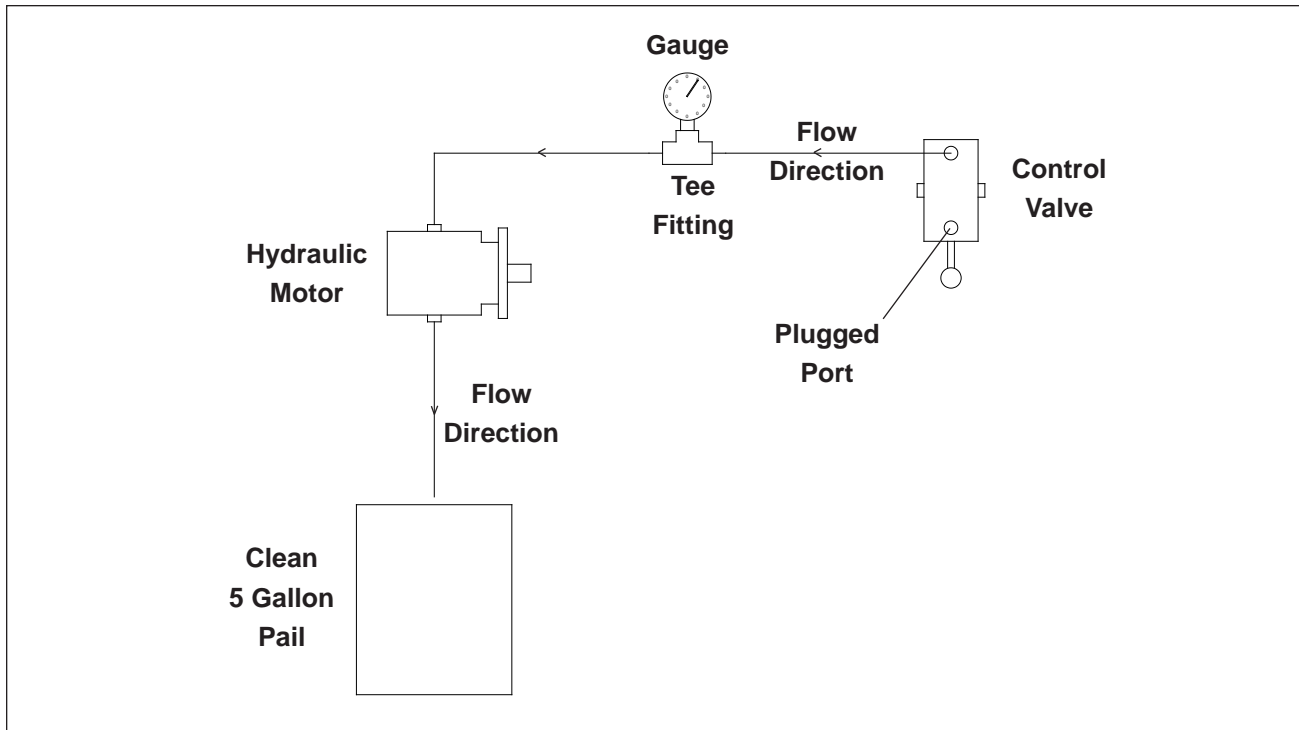 Gauge
Flow
Direction
Control
Valve
Tee
Fitting
Hydraulic
Motor
Plugged
Port
Flow
Direction
Clean
5 Gallon
Pail